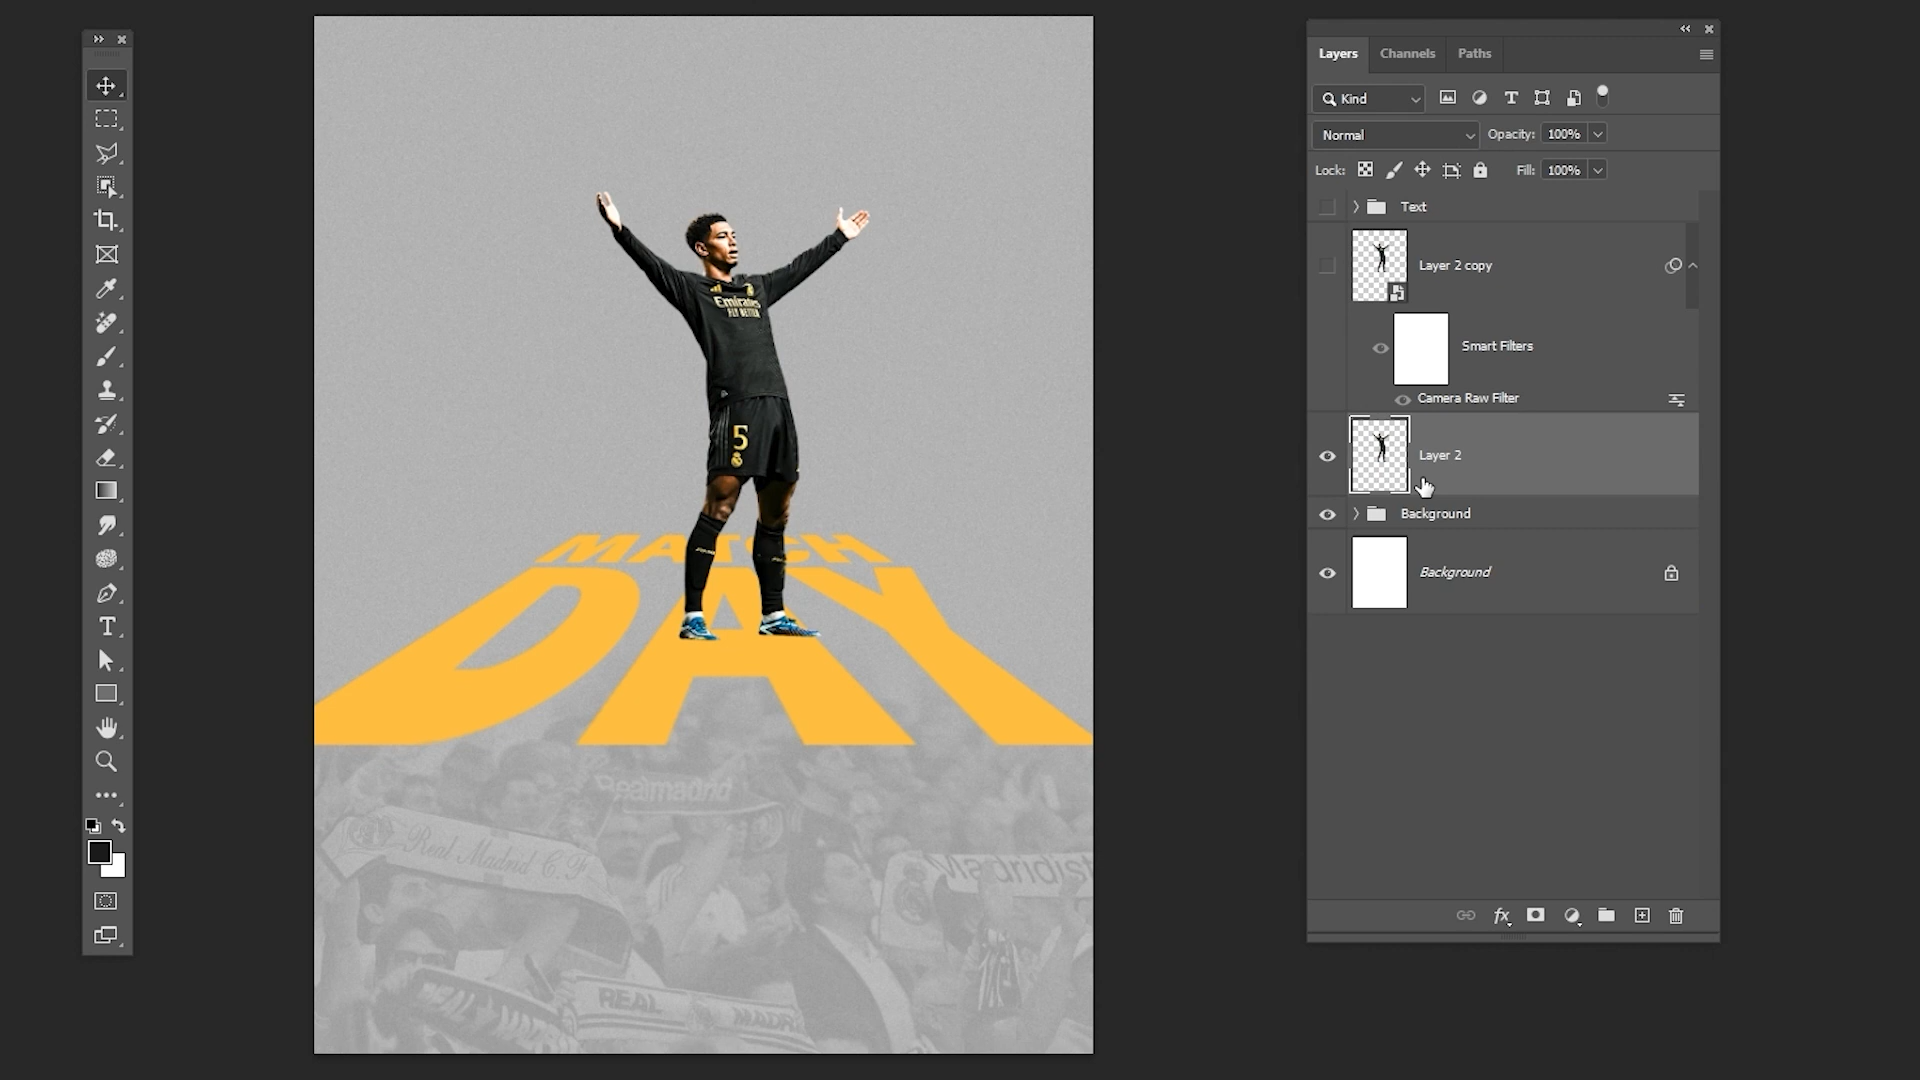 Layers Channels Paths
Kind
Normal Opacity: 100%
Lock: Fill: 100%
Text
Layer 2 copy
Smart Filters
Camera Raw Filter
Layer 2
Background
Background
Emirates
FLY BETTER
5
MATCH
DAY
Realmadrid
Real Madrid C.F
Madridist
REAL
MADR